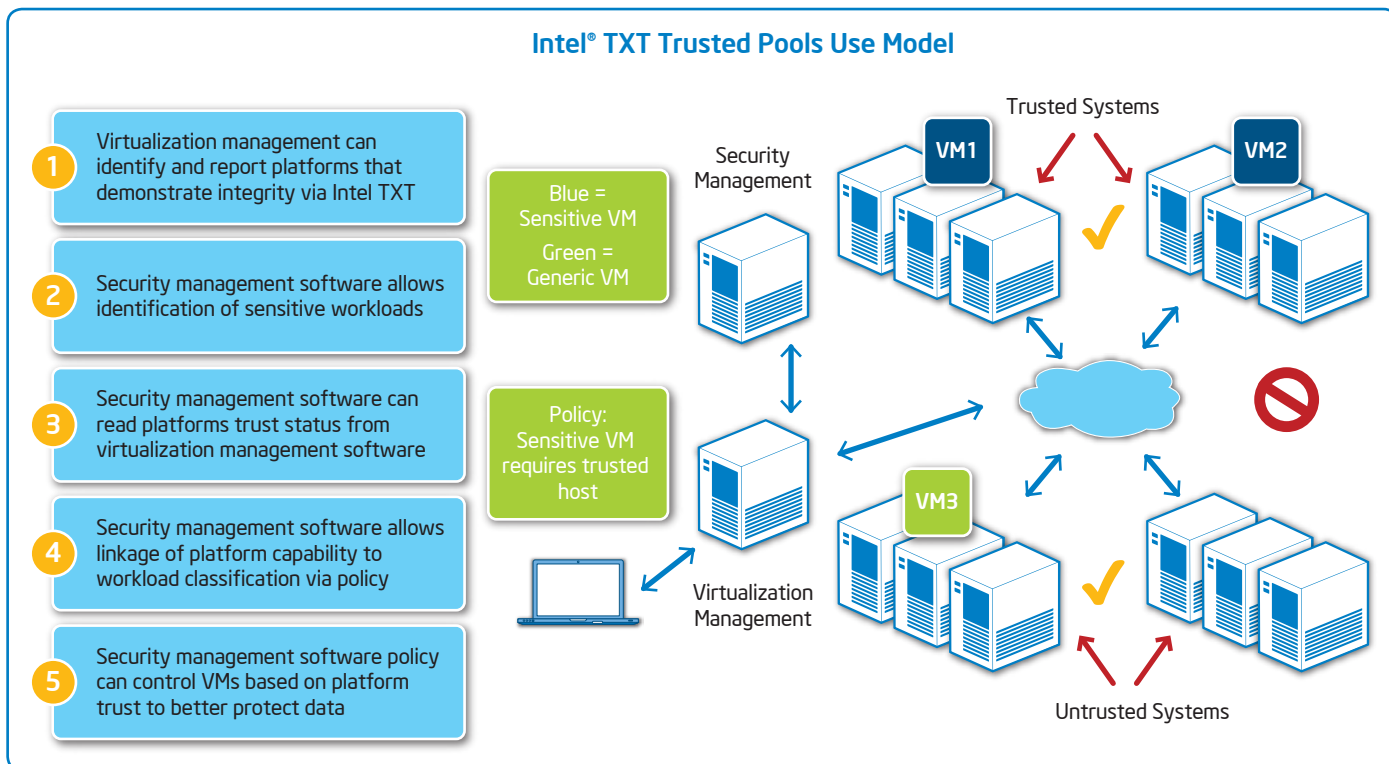 Intel® TXT Trusted Pools Use Model
1
Virtualization management can
identify and report platforms that
demonstrate integrity via Intel TXT
2
Security management software allows
identification of sensitive workloads
3
Security management software can
read platforms trust status from
virtualization management software
4
Security management software allows
linkage of platform capability to
workload classification via policy
5
Security management software policy
can control VMs based on platform
trust to better protect data
Blue =
Sensitive VM
Green =
Generic VM
Policy:
Sensitive VM
requires trusted
host
Security
Management
Virtualization
Management
Trusted Systems
VM1
VM2
VM3
Untrusted Systems